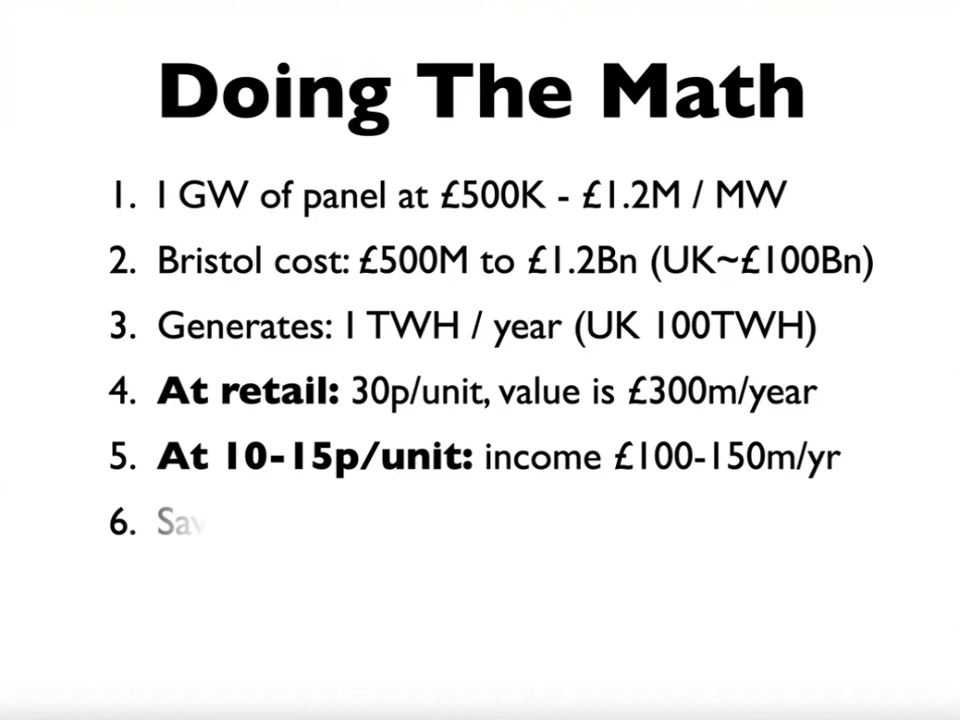 Doing The Math
1. 1 GW of panel at £500K - £1.2M / MW
2. Bristol cost: £500M to £1.2Bn (UK~£100Bn)
3. Generates: 1 TWH / year (UK 100TWH)
4. At retail: 30p/unit, value is £300m/year
5. At 10-15p/unit: income £100-150m/yr
6. Sav